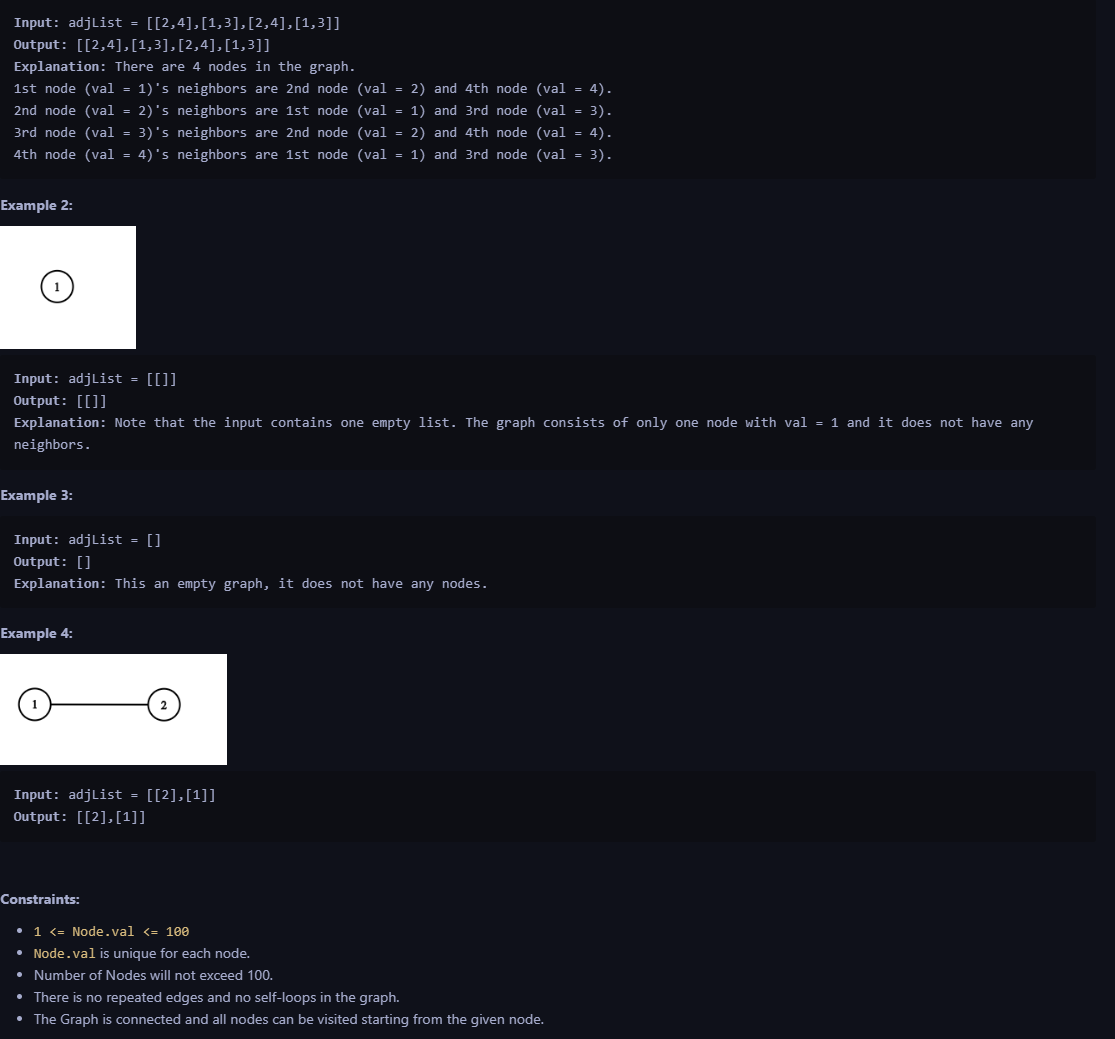 Input: adjList = [[2,4],[1,3],[2,4],[1,3]]
Output: [[2,4],[1,3],[2,4],[1,3]]
Explanation: There are 4 nodes in the graph.
1st node (val = 1)'s neighbors are 2nd node (val = 2) and 4th node (val = 4).
2nd node (val = 2)'s neighbors are 1st node (val = 1) and 3rd node (val = 3).
3rd node (val = 3)'s neighbors are 2nd node (val = 2) and 4th node (val = 4).
4th node (val = 4)'s neighbors are 1st node (val = 1) and 3rd node (val = 3).
Example 2:
1
Input: adjList = [[]]
Output: [[]]
Explanation: Note that the input contains one empty list. The graph consists of only one node with val = 1 and it does not have any
neighbors.
Example 3:
Input: adjList = []
Output: []
Explanation: This an empty graph, it does not have any nodes.
Example 4:
1 2
Input: adjList = [[2],[1]]
Output: [[2],[1]]
Constraints:
• 1 <= Node.val <= 100
• Node.val is unique for each node.
• Number of Nodes will not exceed 100.
• There is no repeated edges and no self-loops in the graph.
• The Graph is connected and all nodes can be visited starting from the given node.